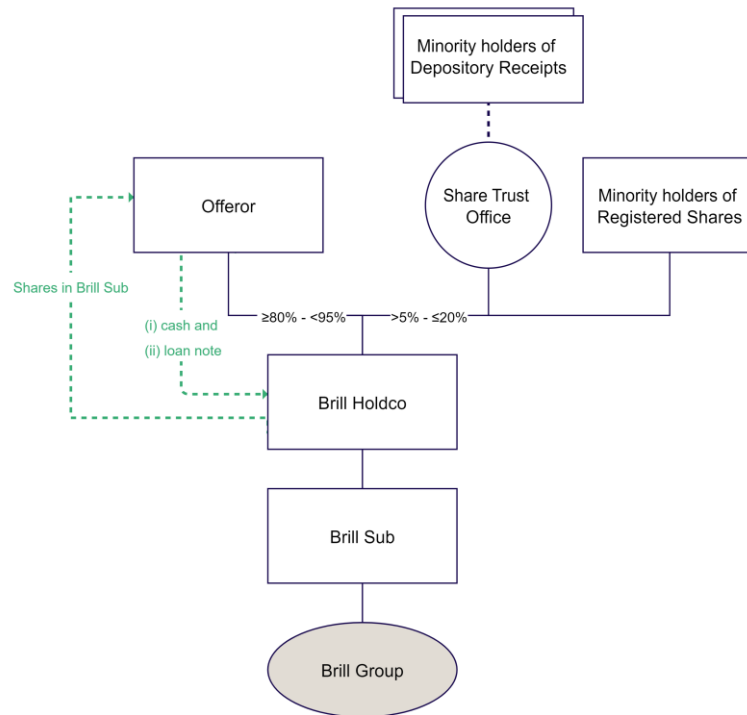 Minority holders of
Depository Receipts
Offeror
Share Trust
Office
Minority holders of
Registered Shares
Shares in Brill Sub
(i) cash and
(ii) loan note
≥80% - <95%
>5% - ≤20%
Brill Holdco
Brill Sub
Brill Group